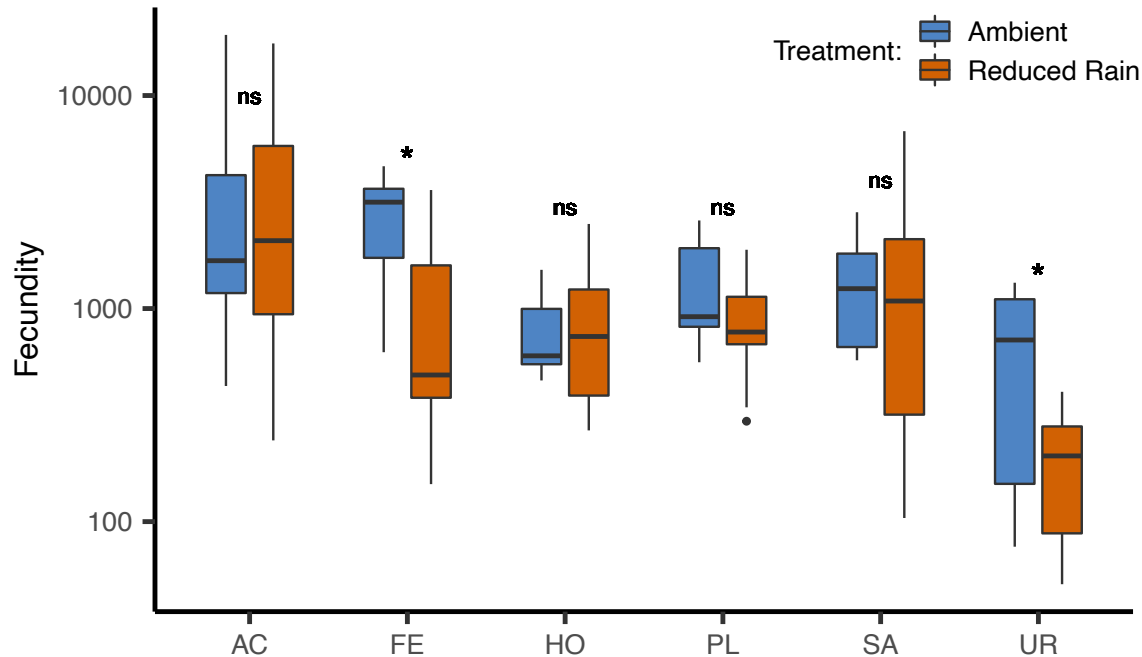 Treatment:
Ambient
Reduced Rain
Fecundity
10000
1000
100
ns
*
ns
ns
ns
*
AC
FE
HO
PL
SA
UR